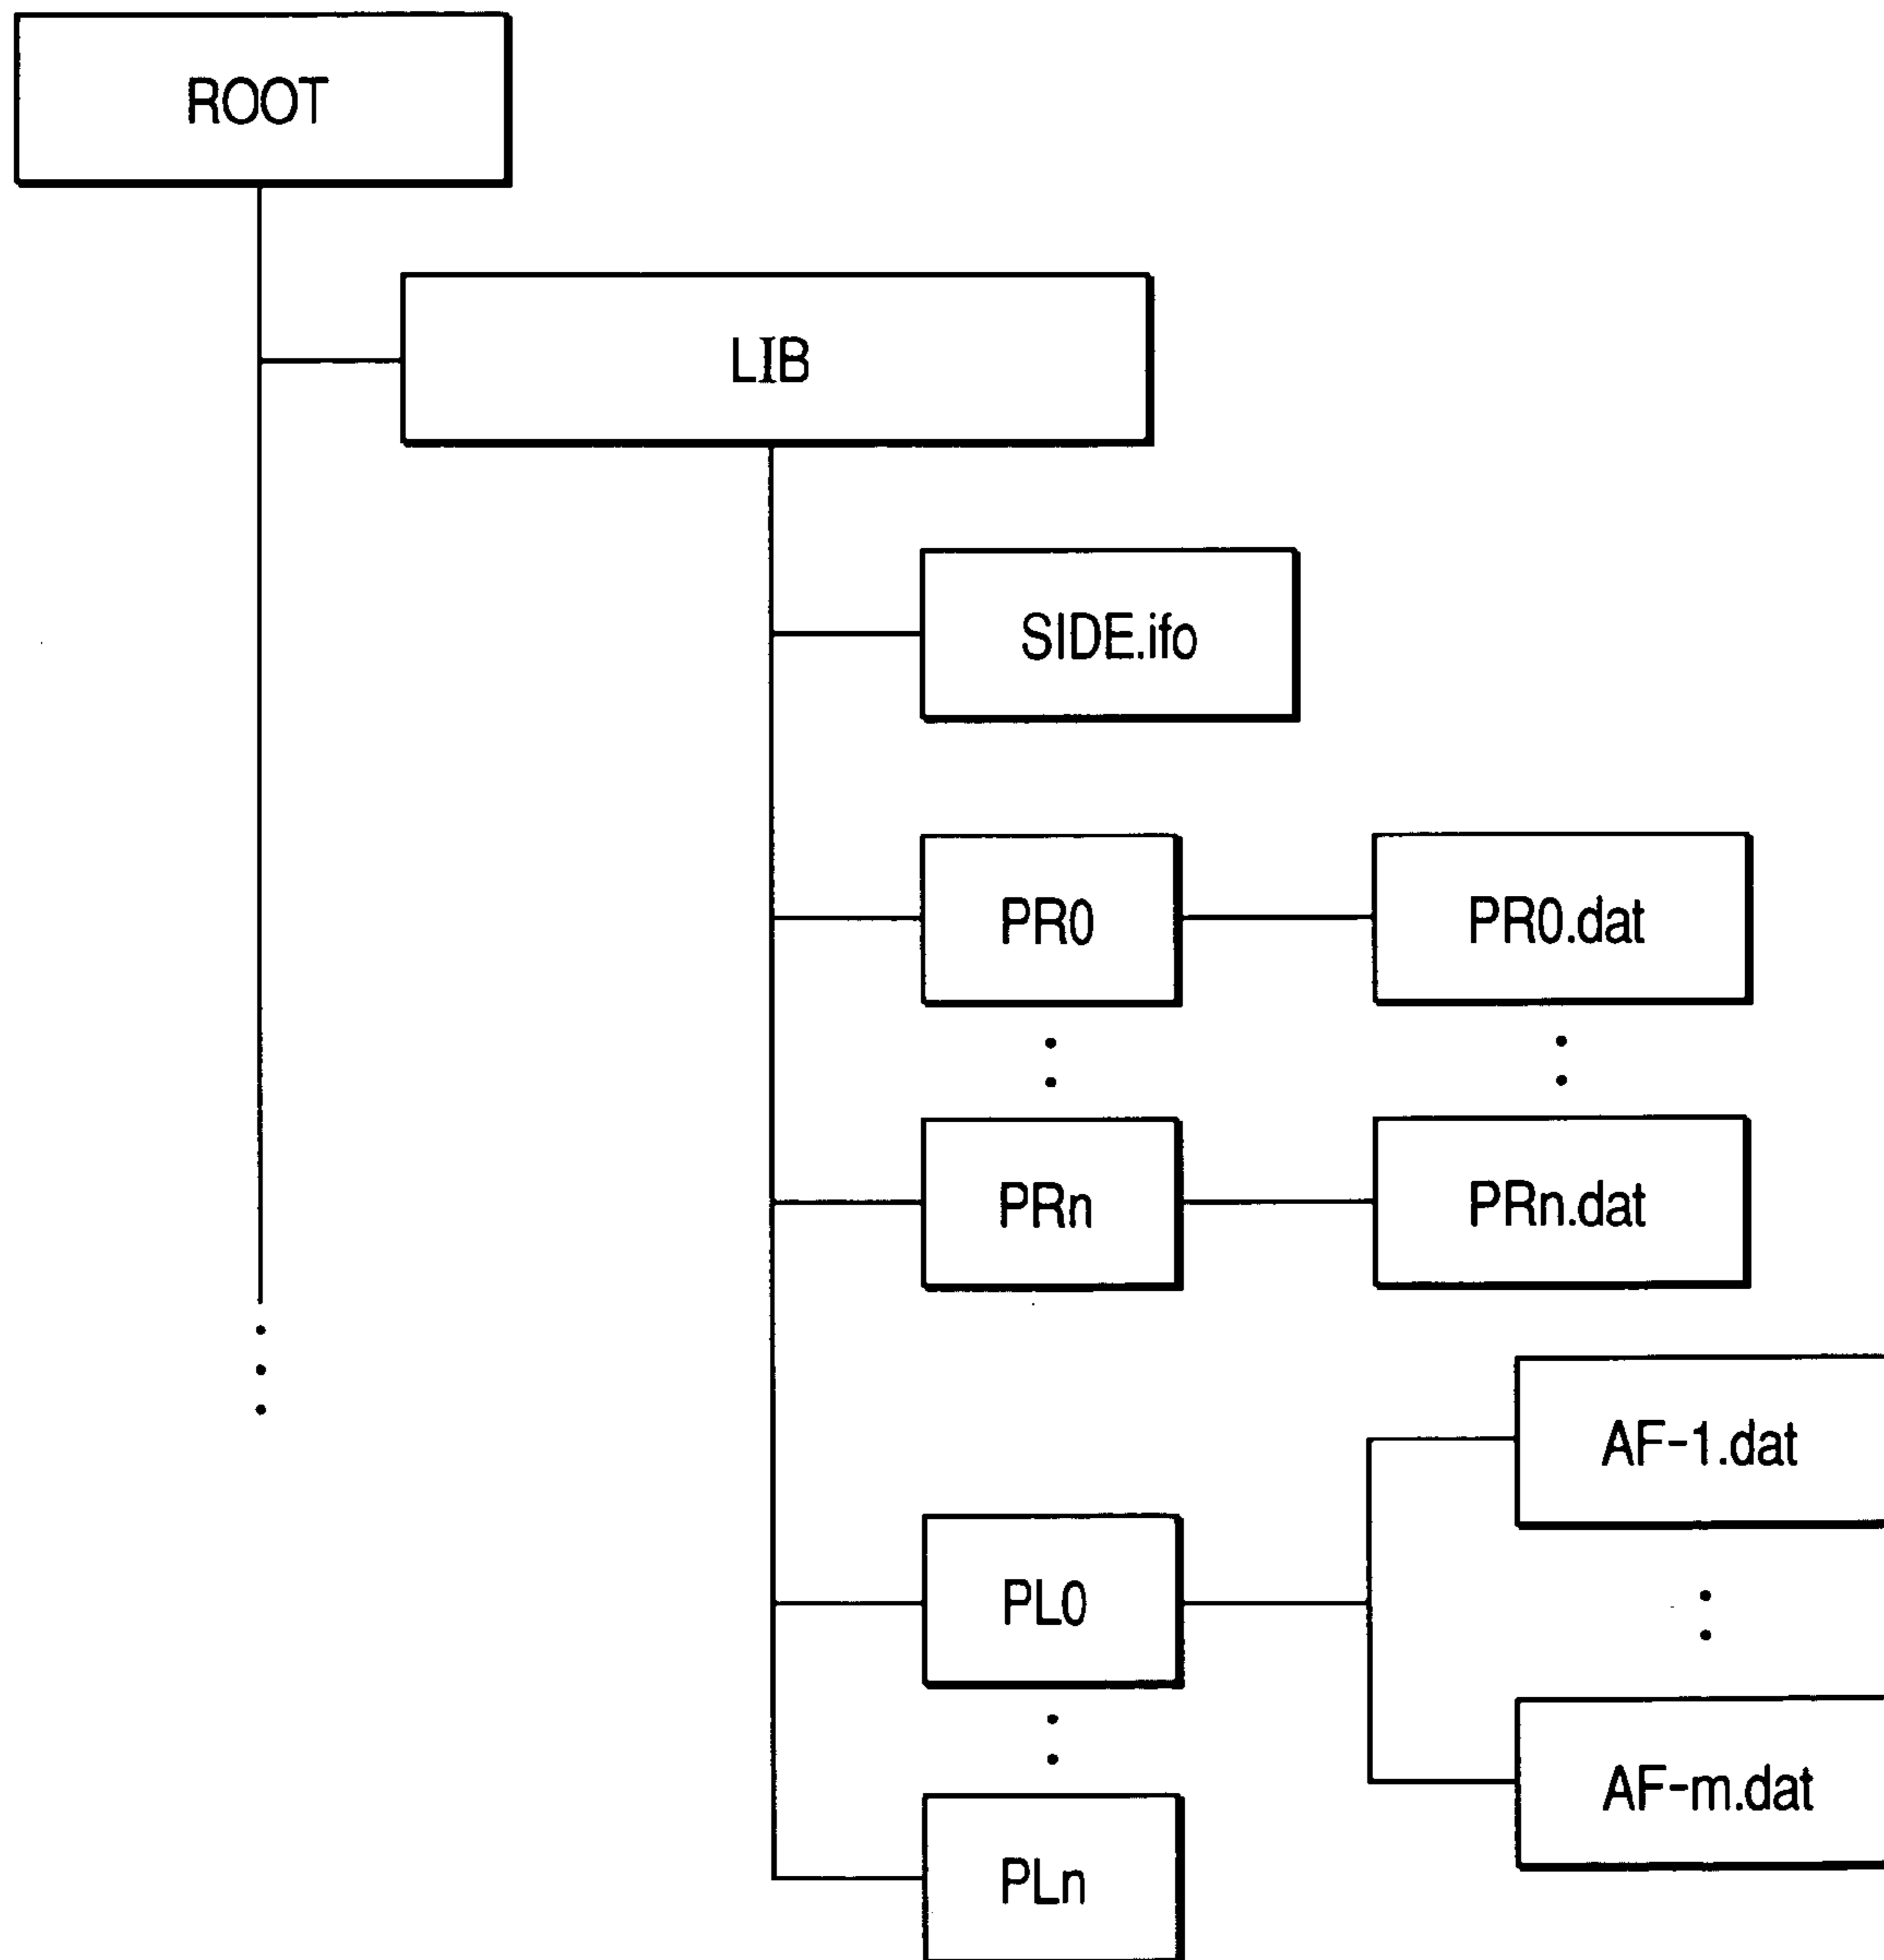 ROOT
LIB
SIDE.ifo
PR0
PR0.dat
PRn
PRn.dat
AF-1.dat
PL0
AF-m.dat
PLn